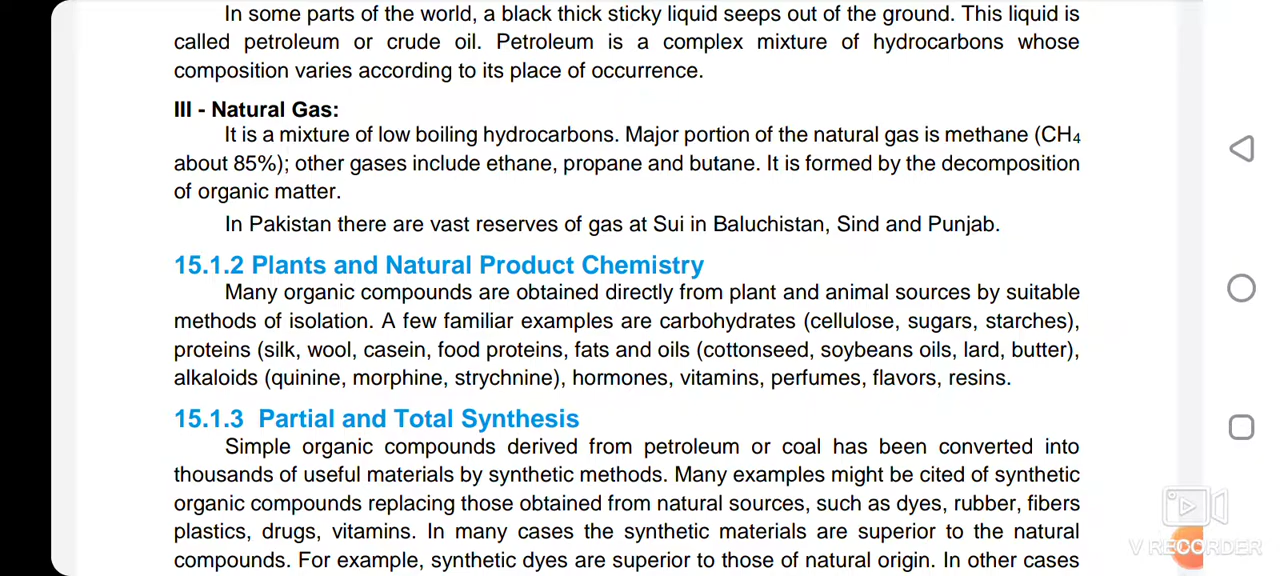 In some parts of the world, a black thick sticky liquid seeps out of the ground. This liquid is
called petroleum or crude oil. Petroleum is a complex mixture of hydrocarbons whose
composition varies according to its place of occurrence.
III - Natural Gas:
It is a mixture of low boiling hydrocarbons. Major portion of the natural gas is methane (CH4
about 85%); other gases include ethane, propane and butane. It is formed by the decomposition
of organic matter.
In Pakistan there are vast reserves of gas at Sui in Baluchistan, Sind and Punjab.
15.1.2 Plants and Natural Product Chemistry
Many organic compounds are obtained directly from plant and animal sources by suitable
methods of isolation. A few familiar examples are carbohydrates (cellulose, sugars, starches),
proteins (silk, wool, casein, food proteins, fats and oils (cottonseed, soybeans oils, lard, butter),
alkaloids (quinine, morphine, strychnine), hormones, vitamins, perfumes, flavors, resins.
15.1.3 Partial and Total Synthesis
Simple organic compounds derived from petroleum or coal has been converted into
thousands of useful materials by synthetic methods. Many examples might be cited of synthetic
organic compounds replacing those obtained from natural sources, such as dyes, rubber, fibers
plastics, drugs, vitamins. In many cases the synthetic materials are superior to the natural
compounds. For example, synthetic dyes are superior to those of natural origin. In other cases
V RECORDER